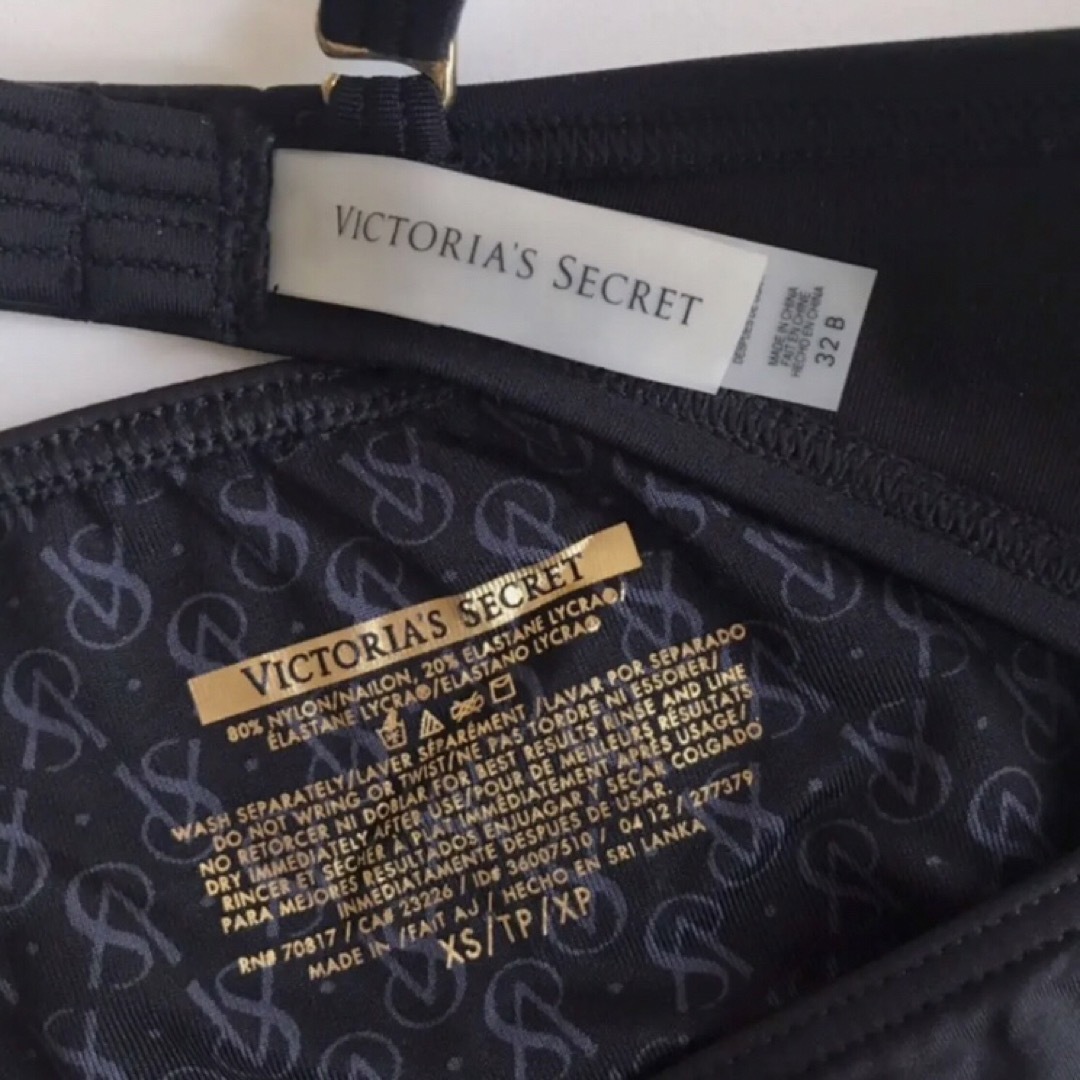 VICTORIA'S SECRET
MADE IN CHINA
FAIT EN CHINE
HECHO EN CHINA
32 B
VICTORIA'S SECRET
80% NYLON/NAILON, 20% ELASTANE LYCRA®/
ÉLASTANE LYCRA®/ELASTANO LYCRA®
WASH SEPARATELY/LAVER SÉPARÉMENT/LAVAR POR SEPARADO
DO NOT WRING OR TWIST/NE PAS TORDRE NI ESSORER/
NO RETORCER NI DOBLAR FOR BEST RESULTS RINSE AND LINE
DRY IMMEDIATELY AFTER USE/POUR DE MEILLEURS RÉSULTATS
RINCER ET SÉCHER À PLAT IMMÉDIATEMENT APRÈS USAGE/
PARA MEJORES RESULTADOS ENJUAGAR Y SECAR COLGADO
INMEDIATAMENTE DESPUES DE USAR.
RN# 70817 / CA# 23226 / ID# 36007510 / 04 12 / 277379
MADE IN /FAIT AU/ HECHO EN SRI LANKA
XS/TP/XP